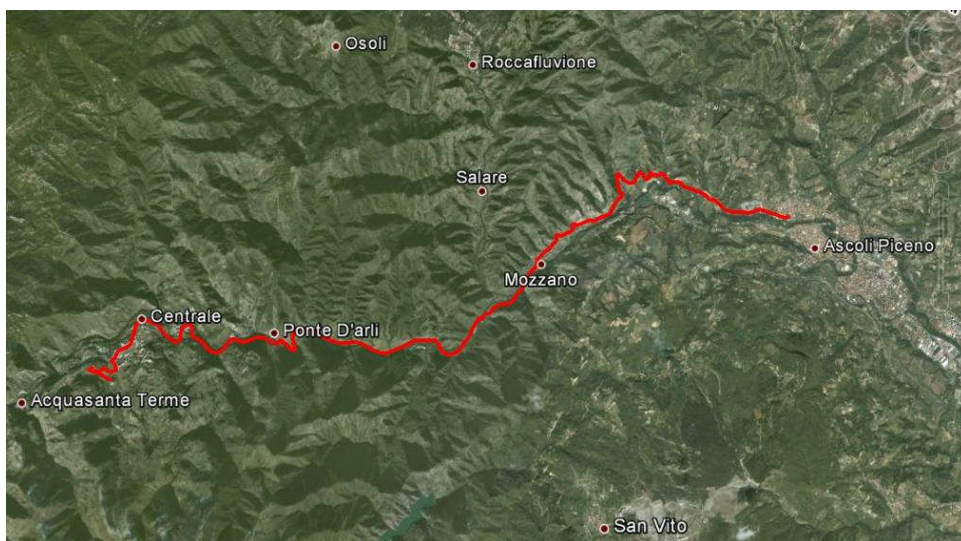 Osoli
Roccafluvione
Salare
Ascoli Piceno
Mozzano
Centrale
Ponte D'arli
Acquasanta Terme
San Vito